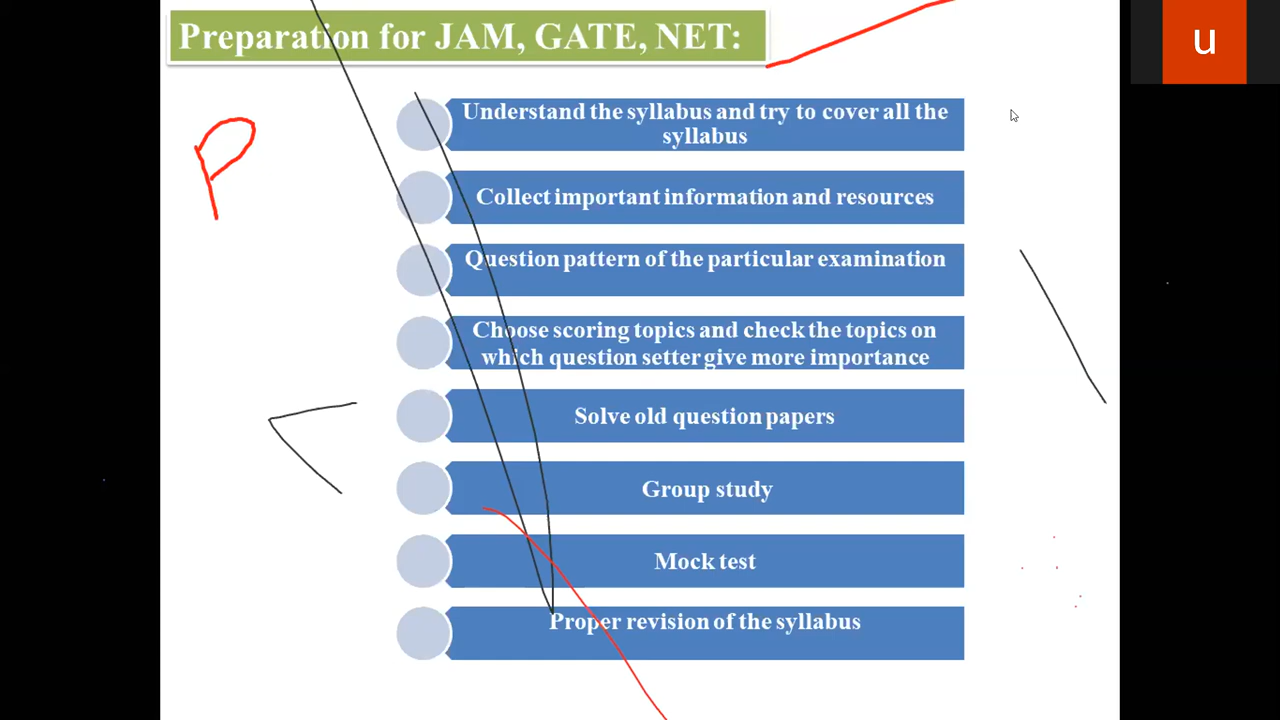 Preparation for JAM, GATE, NET:
u
P
Understand the syllabus and try to cover all the
syllabus
Collect important information and resources
Question pattern of the particular examination
Choose scoring topics and check the topics on
which question setter give more importance
Solve old question papers
Group study
Mock test
Proper revision of the syllabus